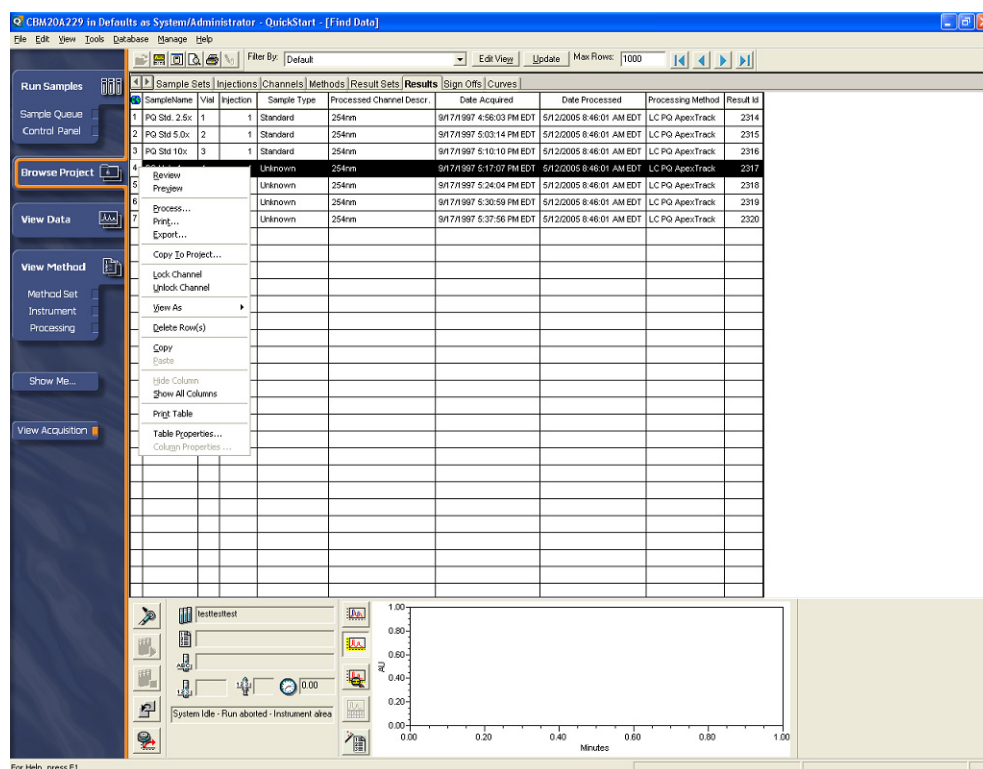 CBM20A229 in Defaults as System/Administrator - QuickStart - [Find Data]
File Edit View Tools Database Manage Help
Filter By: Default Edit View Update Max Rows: 1000
Run Samples
Sample Queue
Control Panel
Browse Project
View Data
View Method
Method Set
Instrument
Processing
Show Me...
View Acquisition
Sample Sets Injections Channels Methods Result Sets Results Sign Offs Curves
SampleName Vial Injection Sample Type Processed Channel Descr. Date Acquired Date Processed Processing Method Result Id
1 PQ Std. 2.5x 1 1 Standard 254nm 9/17/1997 4:56:03 PM EDT 5/12/2005 8:46:01 AM EDT LC PQ ApexTrack 2314
2 PQ Std 5.0x 2 1 Standard 254nm 9/17/1997 5:03:14 PM EDT 5/12/2005 8:46:01 AM EDT LC PQ ApexTrack 2315
3 PQ Std 10x 3 1 Standard 254nm 9/17/1997 5:10:10 PM EDT 5/12/2005 8:46:01 AM EDT LC PQ ApexTrack 2316
4 Unknown 254nm 9/17/1997 5:17:07 PM EDT 5/12/2005 8:46:01 AM EDT LC PQ ApexTrack 2317
5 Unknown 254nm 9/17/1997 5:24:04 PM EDT 5/12/2005 8:46:01 AM EDT LC PQ ApexTrack 2318
6 Unknown 254nm 9/17/1997 5:30:59 PM EDT 5/12/2005 8:46:01 AM EDT LC PQ ApexTrack 2319
7 Unknown 254nm 9/17/1997 5:37:56 PM EDT 5/12/2005 8:46:01 AM EDT LC PQ ApexTrack 2320
Review
Preview
Process...
Print...
Export...
Copy To Project...
Lock Channel
Unlock Channel
View As
Delete Row(s)
Copy
Paste
Hide Column
Show All Columns
Print Table
Table Properties...
Column Properties ...
testtesttest
0.00
System Idle - Run aborted - Instrument alrea
1.00
0.80
0.60
0.40
0.20
0.00
AU
0.00 0.20 0.40 0.60 0.80 1.00
Minutes
For Help, press F1